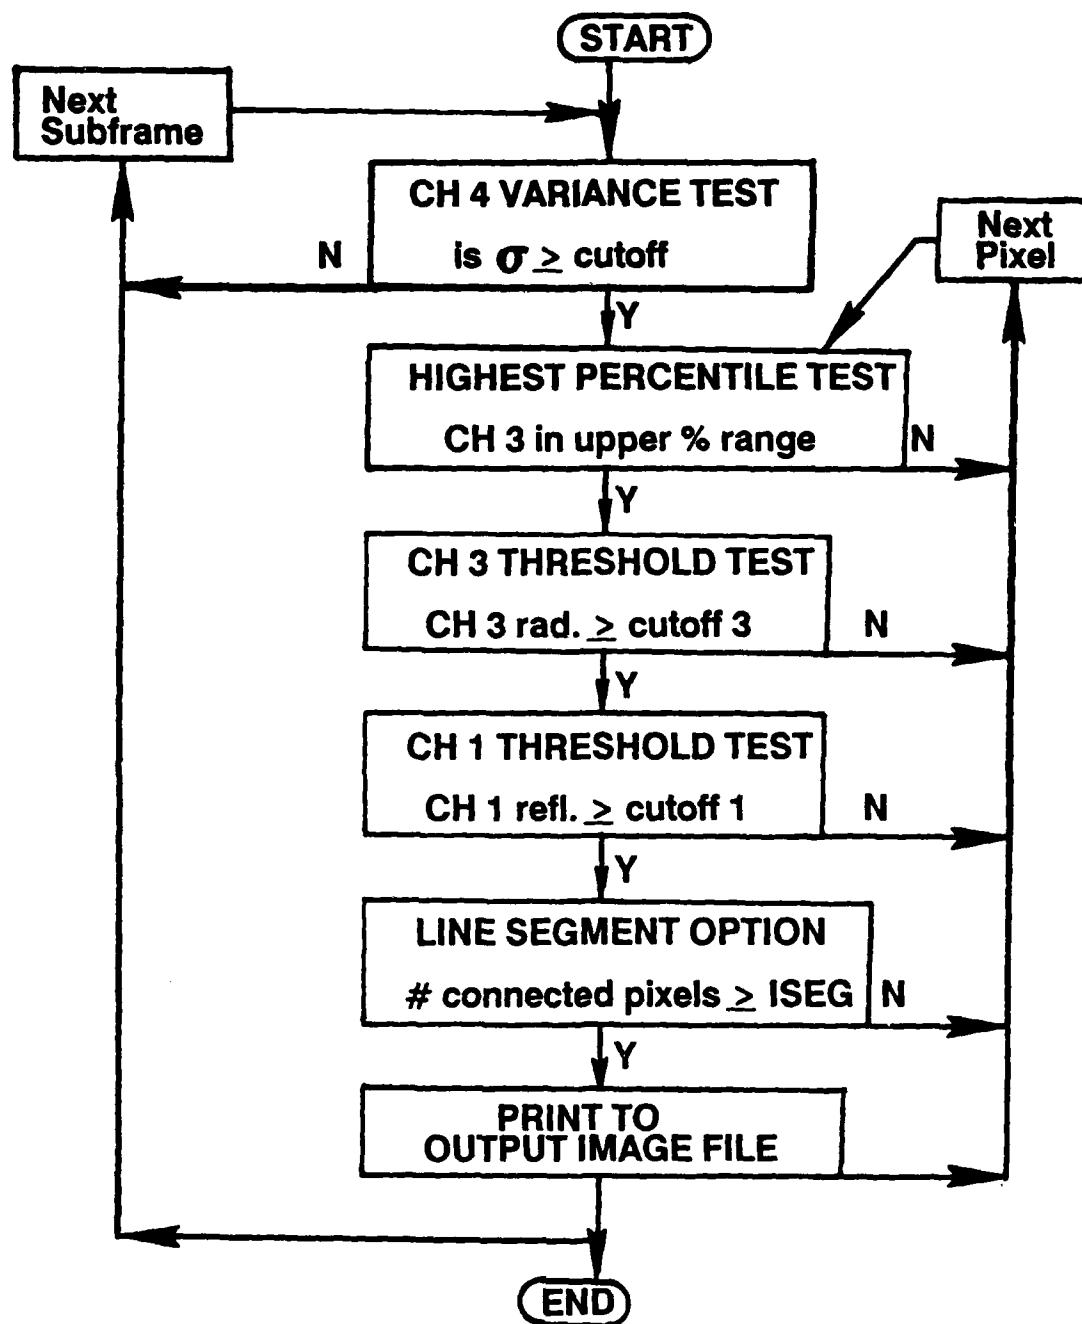 START
Next
Subframe
CH 4 VARIANCE TEST
is σ ≥ cutoff
N
Y
Next
Pixel
HIGHEST PERCENTILE TEST
CH 3 in upper % range
N
Y
CH 3 THRESHOLD TEST
CH 3 rad. ≥ cutoff 3
N
Y
CH 1 THRESHOLD TEST
CH 1 refl. ≥ cutoff 1
N
Y
LINE SEGMENT OPTION
# connected pixels ≥ ISEG
N
Y
PRINT TO
OUTPUT IMAGE FILE
END